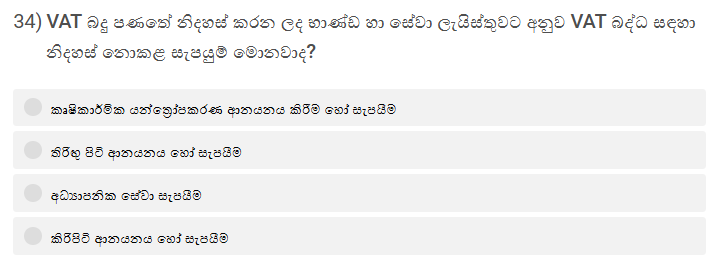 34) VAT බදු පණතේ නිදහස් කරන ලද භාණ්ඩ හා සේවා ලැයිස්තුවට අනුව VAT බද්ධ සඳහා
නිදහස් නොකළ සැපයුම් මොනවාද?
කෘෂිකාර්මික යන්ත්‍රෝපකරණ ආනයනය කිරීම හෝ සැපයීම
තිරිඟු පිටි ආනයනය හෝ සැපයීම
අධ්‍යාපනික සේවා සැපයීම
කිරිපිටි ආනයනය හෝ සැපයීම